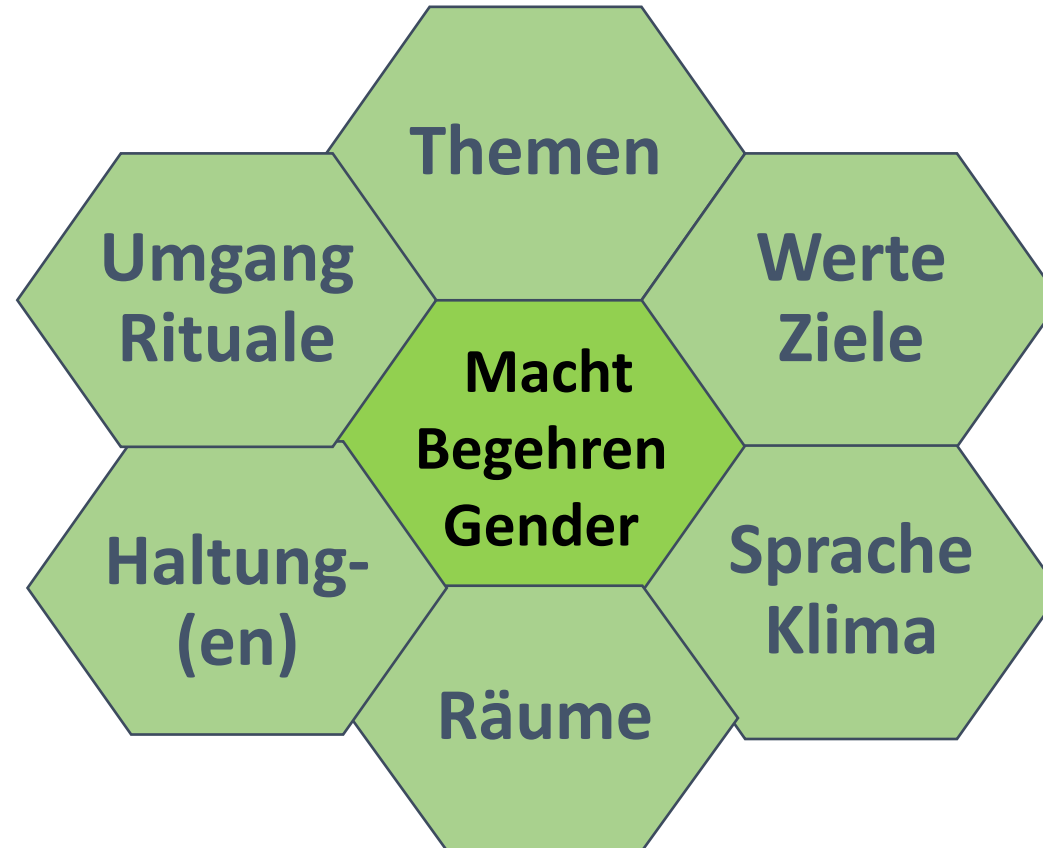 Themen
Umgang
Rituale
Werte
Ziele
Macht
Begehren
Gender
Haltung-
(en)
Sprache
Klima
Räume